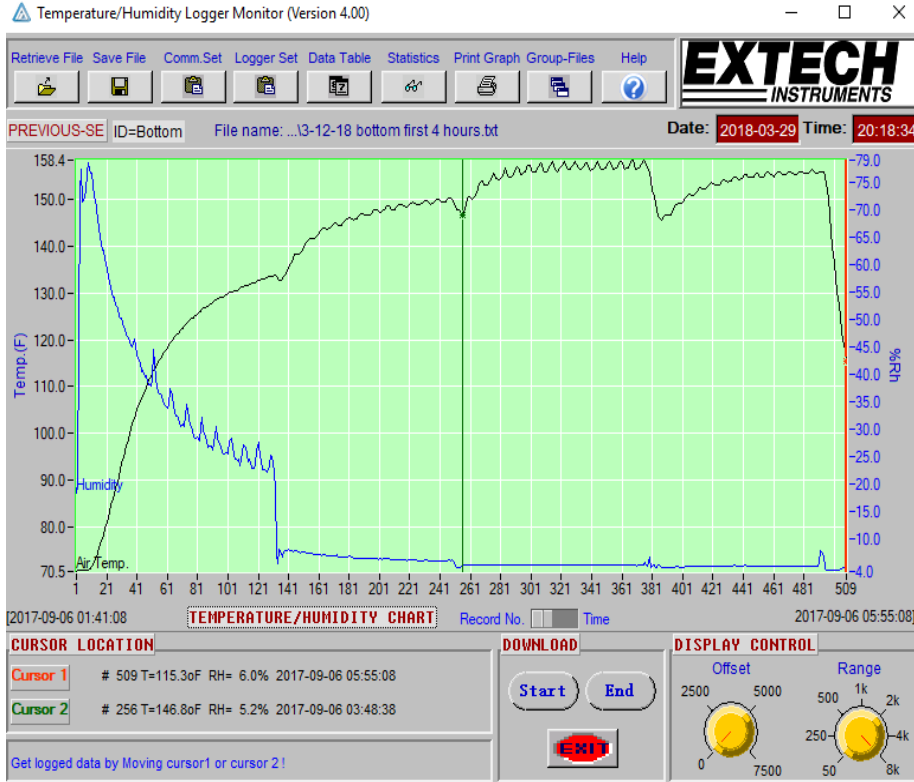 Temperature/Humidity Logger Monitor (Version 4.00)
Retrieve File Save File Comm.Set Logger Set Data Table Statistics Print Graph Group-Files Help
EXTECH
INSTRUMENTS
PREVIOUS-SE ID=Bottom File name: ...\3-12-18 bottom first 4 hours.txt Date: 2018-03-29 Time: 20:18:34
158.4 79.0
75.0
150.0 70.0
65.0
140.0 60.0
55.0
130.0 50.0
45.0
120.0 40.0
Temp.(F) %Rh
110.0 35.0
30.0
100.0 25.0
90.0 Humidity 20.0
15.0
80.0 10.0
Air Temp.
70.5 4.0
1 21 41 61 81 101 121 141 161 181 201 221 241 261 281 301 321 341 361 381 401 421 441 461 481 509
[2017-09-06 01:41:08 TEMPERATURE/HUMIDITY CHART Record No. Time 2017-09-06 05:55:08]
CURSOR LOCATION
Cursor 1 # 509 T=115.3oF RH= 6.0% 2017-09-06 05:55:08
Cursor 2 # 256 T=146.8oF RH= 5.2% 2017-09-06 03:48:38
Get logged data by Moving cursor1 or cursor 2 !
DOWNLOAD
Start End
EXIT
DISPLAY CONTROL
Offset Range
2500 5000 500 1k 2k
250 4k
0 7500 50 8k